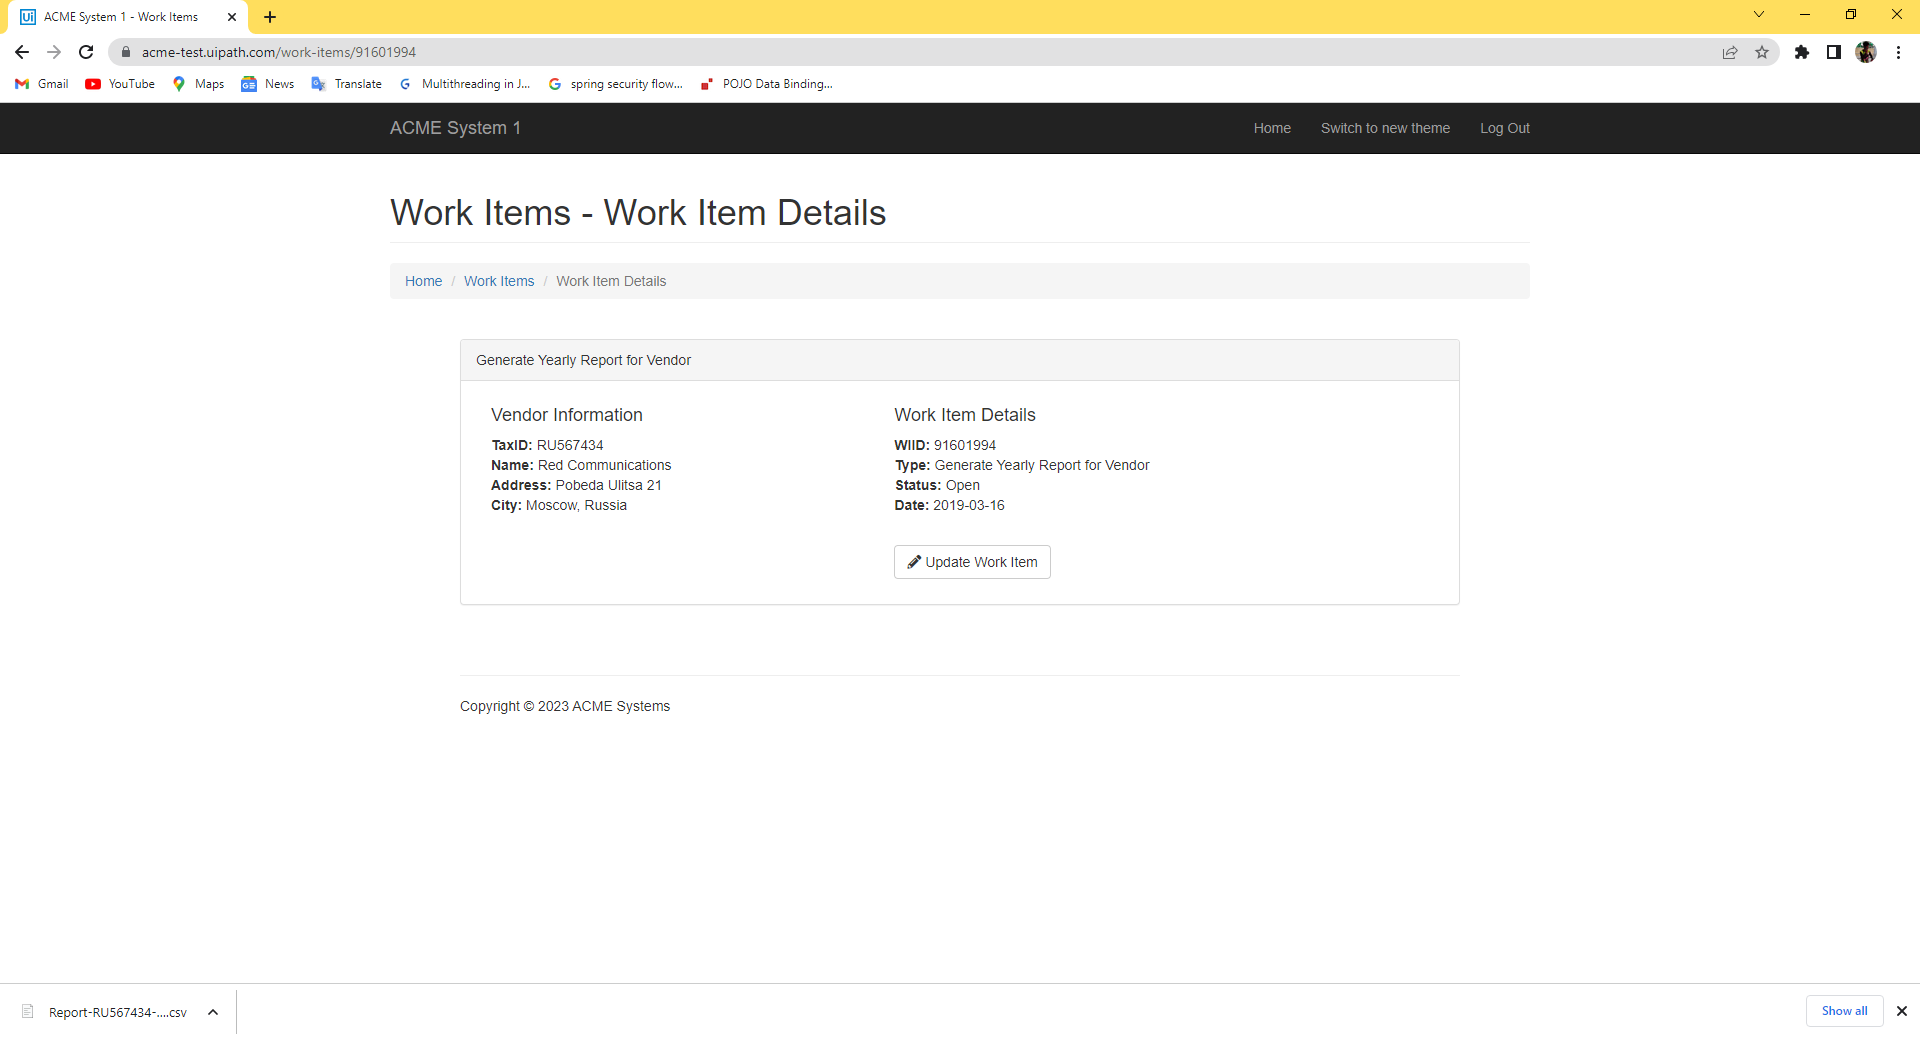 ACME System 1 - Work Items
acme-test.uipath.com/work-items/91601994
Gmail YouTube Maps News Translate Multithreading in J... spring security flow... POJO Data Binding...
ACME System 1 Home Switch to new theme Log Out
Work Items - Work Item Details
Home / Work Items / Work Item Details
Generate Yearly Report for Vendor
Vendor Information
TaxID: RU567434
Name: Red Communications
Address: Pobeda Ulitsa 21
City: Moscow, Russia
Work Item Details
WIID: 91601994
Type: Generate Yearly Report for Vendor
Status: Open
Date: 2019-03-16
Update Work Item
Copyright © 2023 ACME Systems
Report-RU567434-....csv Show all